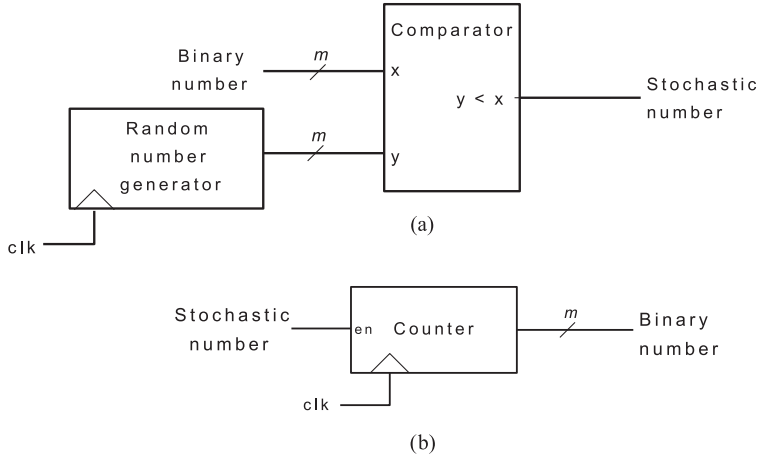 Binary
number
m
Comparator
x
Random
number
generator
m
y
y < x
Stochastic
number
clk
(a)
Stochastic
number
en
Counter
m
Binary
number
clk
(b)